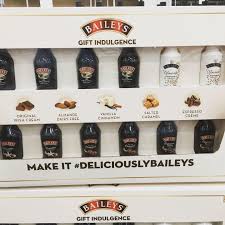 BAILEYS
GIFT INDULGENCE
ORIGINAL
IRISH CREAM
ALMANDE
DAIRY FREE
VANILLA
CINNAMON
SALTED
CARAMEL
ESPRESSO
CRÈME
MAKE IT #DELICIOUSLYBAILEYS
BAILEYS
GIFT INDULGENCE